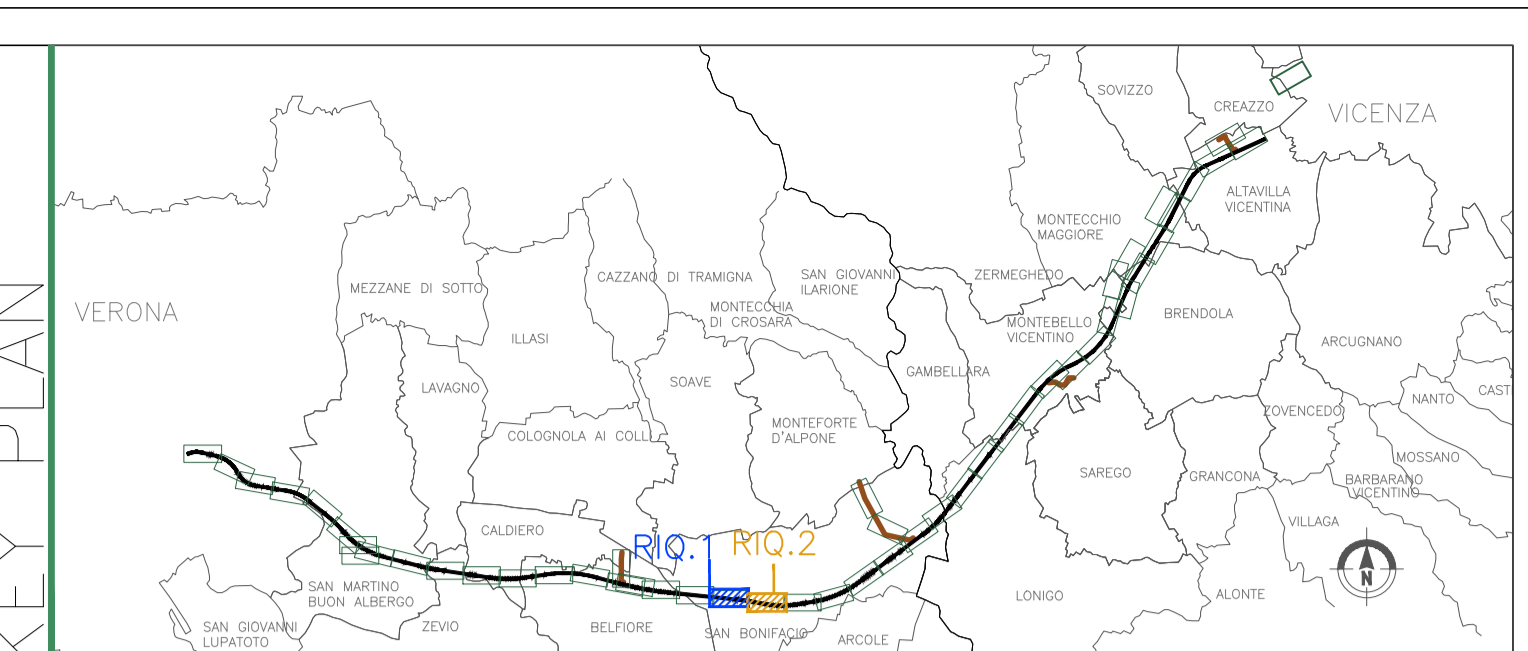 KEY PLAN
SOVIZZO
CREAZZO
VICENZA
ALTAVILLA
VICENTINA
MONTECCHIO
MAGGIORE
CAZZANO DI TRAMIGNA
SAN GIOVANNI
ILARIONE
ZERMEGHEDO
MEZZANE DI SOTTO
VERONA
MONTECCHIA
DI CROSARA
MONTEBELLO
VICENTINO
BRENDOLA
ILLASI
ARCUGNANO
GAMBELLARA
SOAVE
LAVAGNO
CAST
NANTO
ZOVENCEDO
MONTEFORTE
D'ALPONE
COLOGNOLA AI COLLI
MOSSANO
SAREGO
GRANCONA
BARBARANO
VICENTINO
VILLAGA
CALDIERO
RIQ.1
RIQ.2
N
SAN MARTINO
BUON ALBERGO
LONIGO
ALONTE
SAN GIOVANNI
LUPATOTO
ZEVIO
BELFIORE
SAN BONIFACIO
ARCOLE